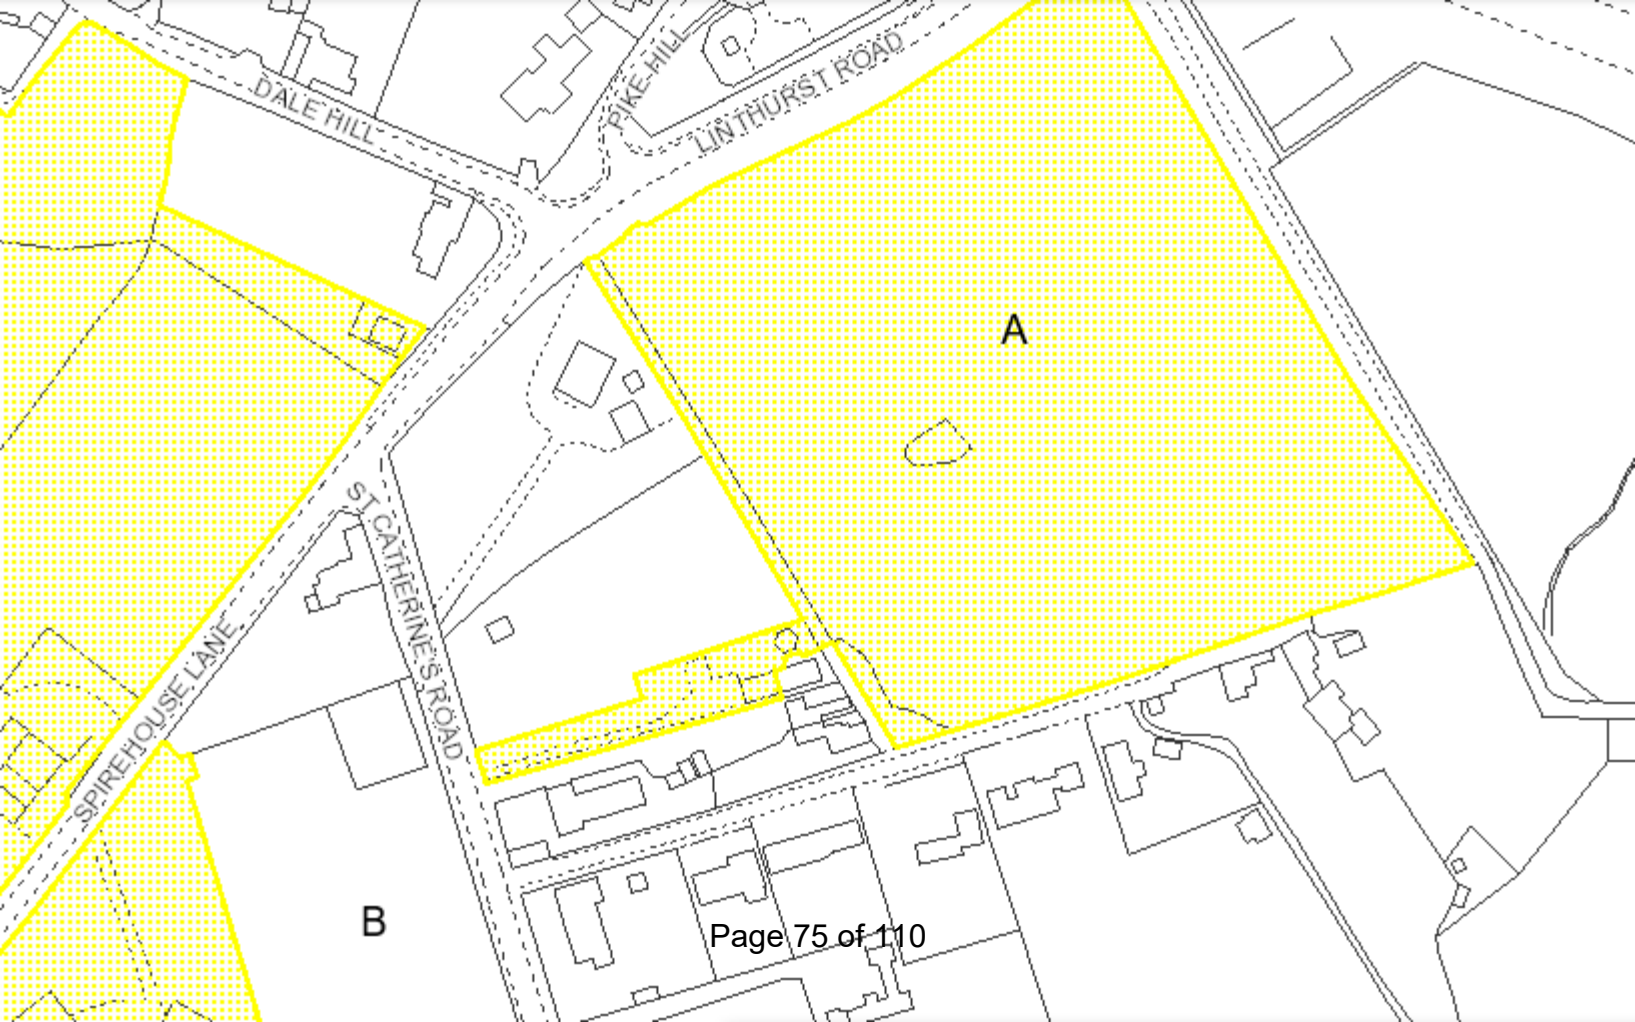 DALE HILL
PIKE HILL
LINTHURST ROAD
A
ST CATHERINE'S ROAD
SPIREHOUSE LANE
B
Page 75 of 110